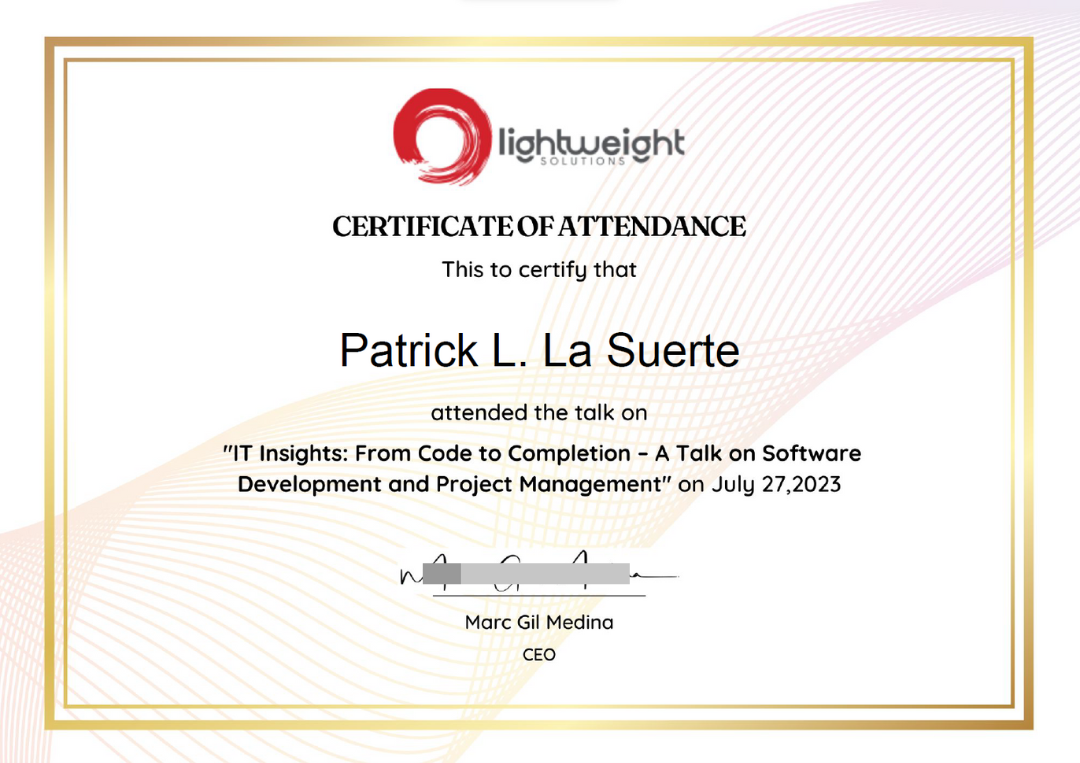 lightweight
SOLUTIONS
CERTIFICATE OF ATTENDANCE
This to certify that
Patrick L. La Suerte
attended the talk on
"IT Insights: From Code to Completion – A Talk on Software
Development and Project Management" on July 27,2023
Marc Gil Medina
CEO